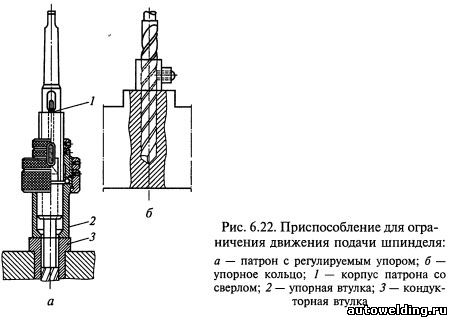 1
2
3
а
б
Рис. 6.22. Приспособление для огра-
ничения движения подачи шпинделя:
а — патрон с регулируемым упором; б —
упорное кольцо; 1 — корпус патрона со
сверлом; 2 — упорная втулка; 3 — кондук-
торная втулка
www.autowelding.ru